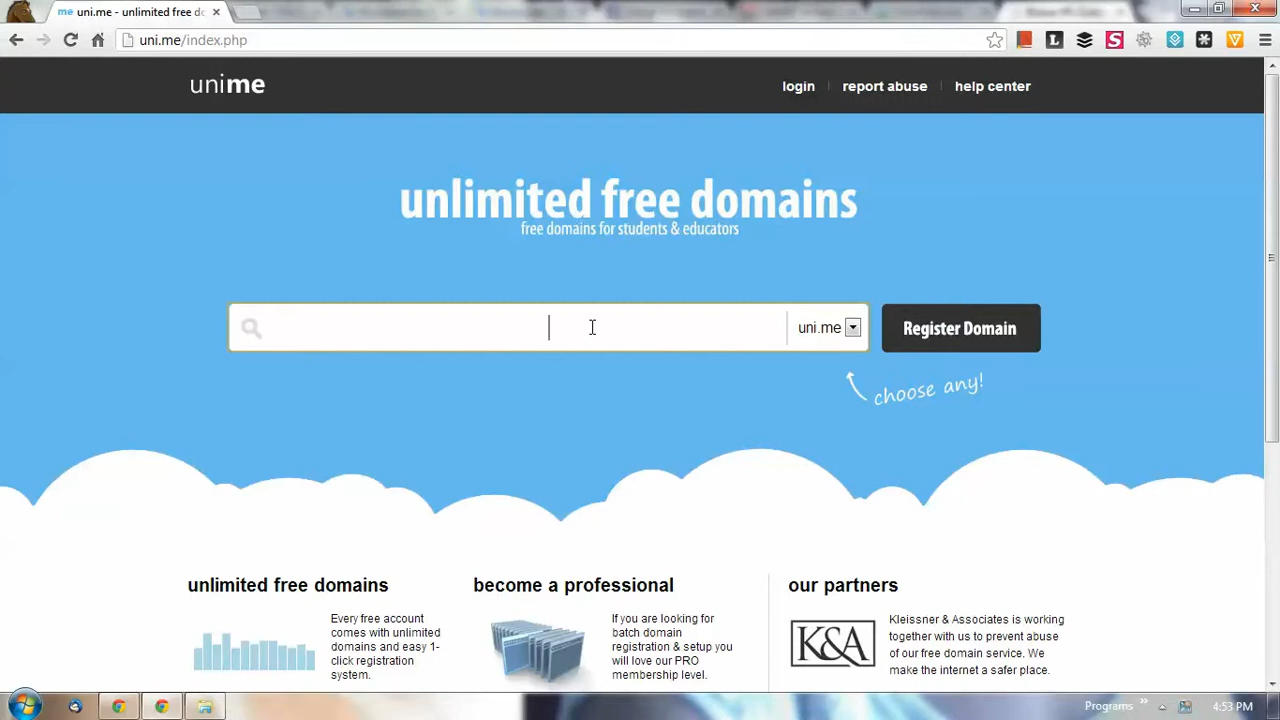 me uni.me - unlimited free do
uni.me/index.php
unime
login
report abuse
help center
unlimited free domains
free domains for students & educators
uni.me
Register Domain
choose any!
unlimited free domains
Every free account
comes with unlimited
domains and easy 1-
click registration
system.
become a professional
If you are looking for
batch domain
registration & setup you
will love our PRO
membership level.
our partners
K&A
Kleissner & Associates is working
together with us to prevent abuse
of our free domain service. We
make the internet a safer place.
Programs
4:53 PM